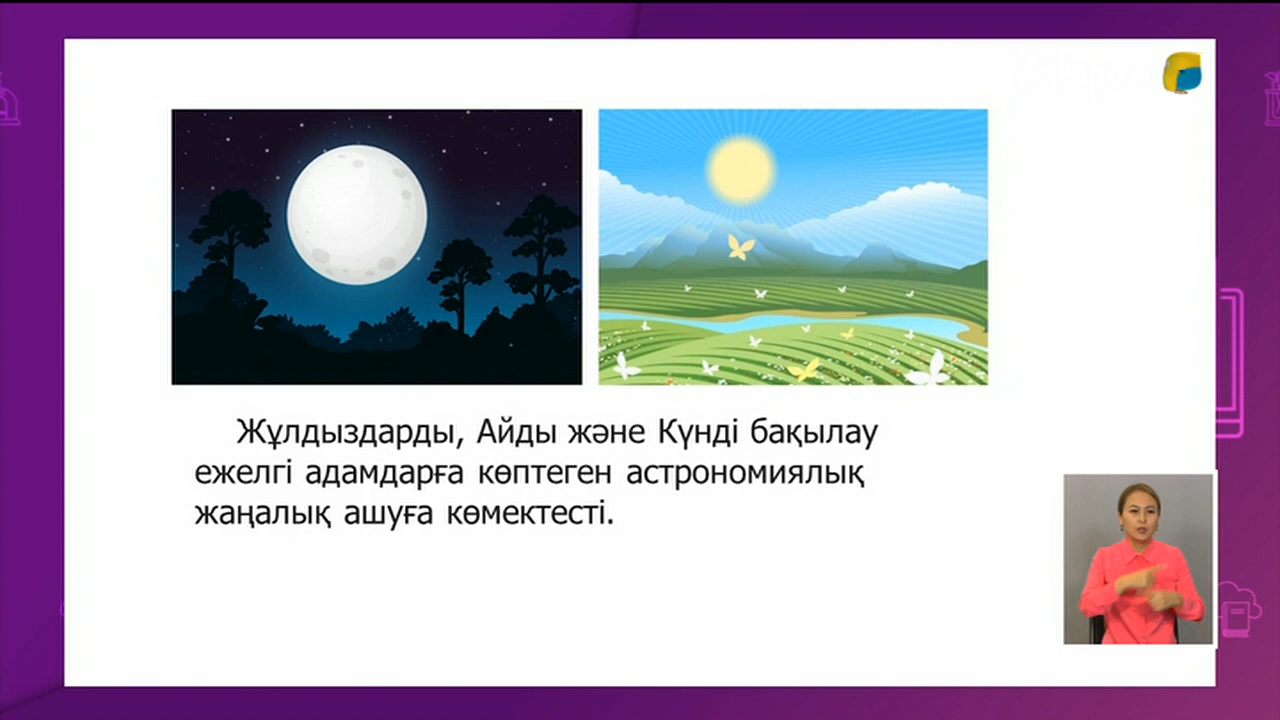 Жұлдыздарды, Айды және Күнді бақылау
ежелгі адамдарға көптеген астрономиялық
жаңалық ашуға көмектесті.